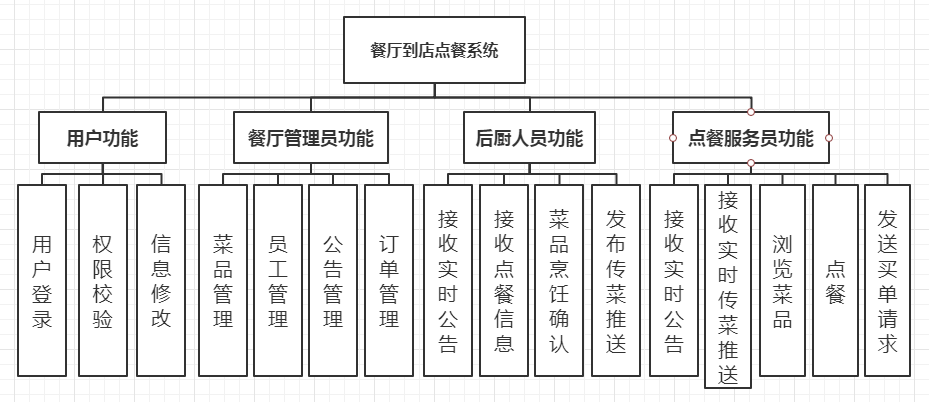 餐厅到店点餐系统
用户功能
餐厅管理员功能
后厨人员功能
点餐服务员功能
用户登录
权限校验
信息修改
菜品管理
员工管理
公告管理
订单管理
接收实时公告
接收点餐信息
菜品烹饪确认
发布传菜推送
接收实时公告
接收实时传菜推送
浏览菜品
点餐
发送买单请求